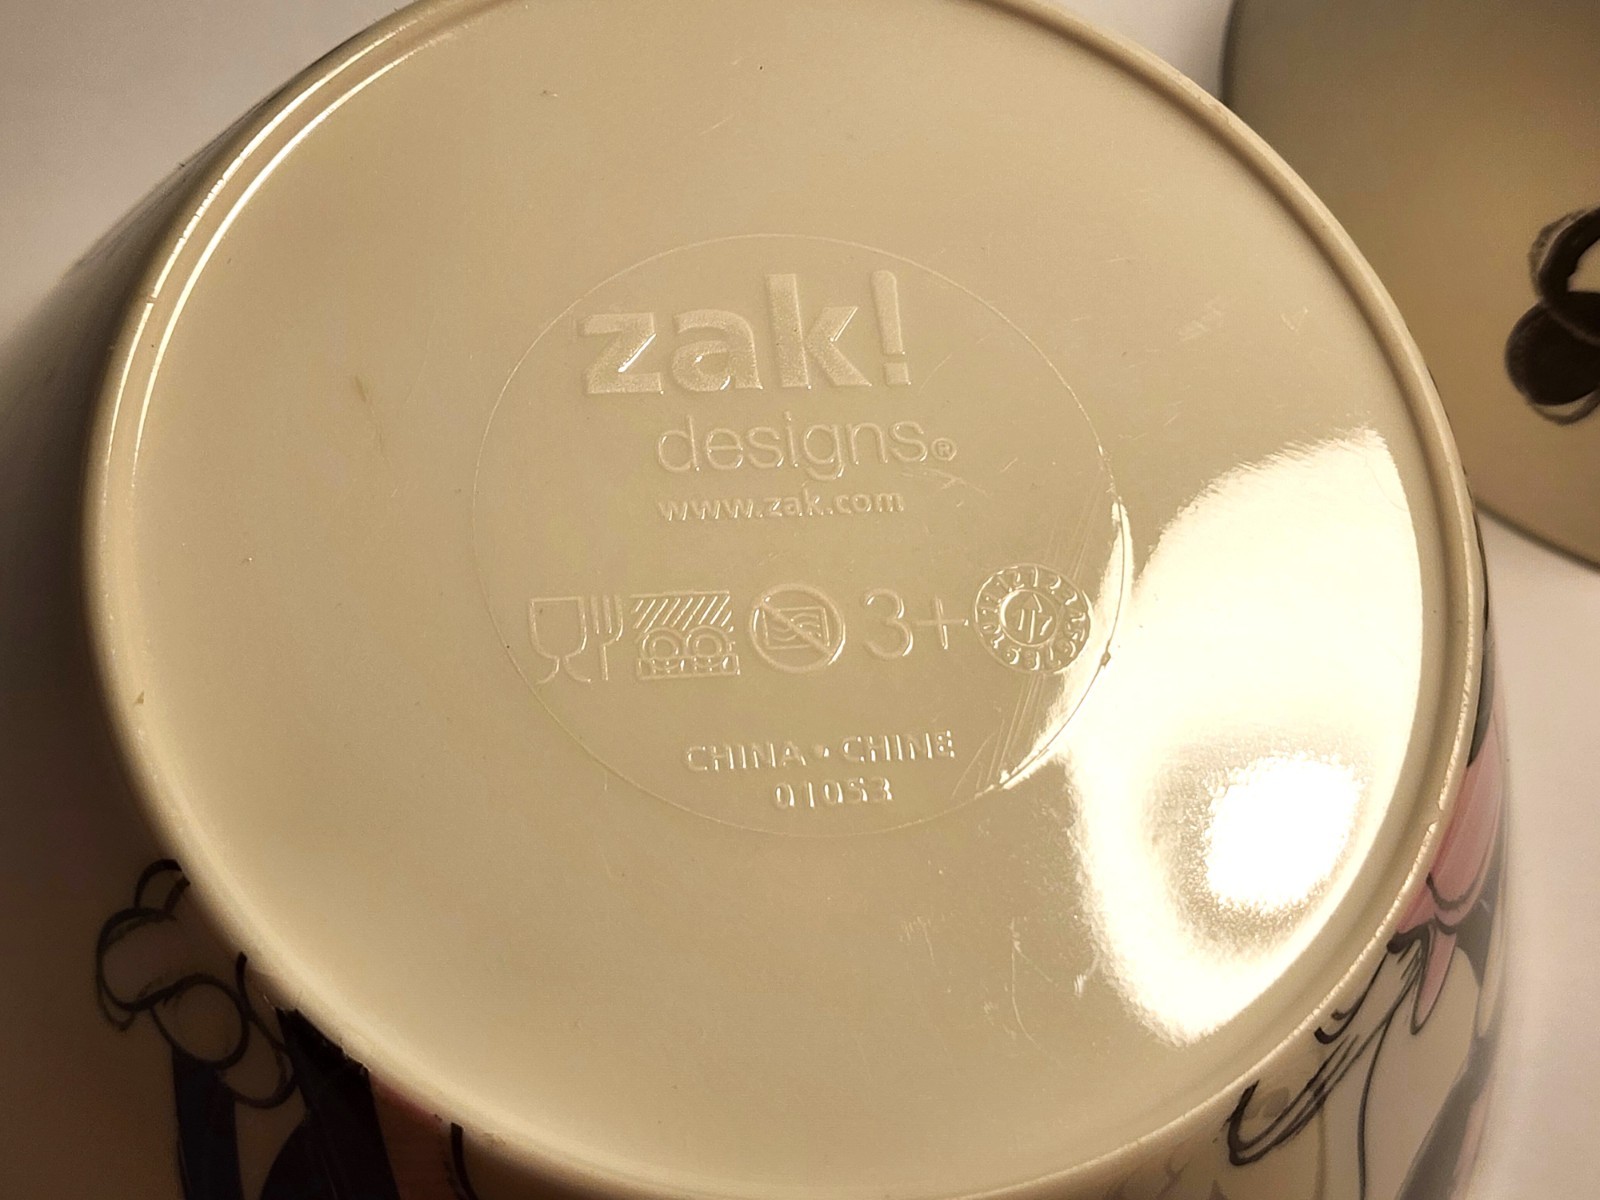 zak!
designs®
www.zak.com
3+
CHINA • CHINE
01053